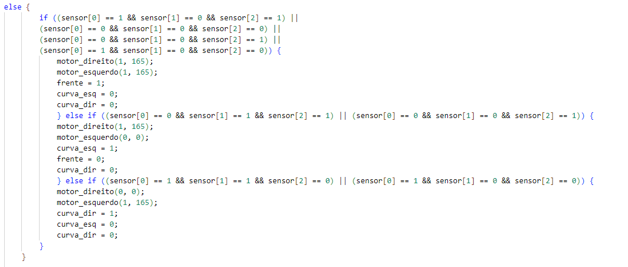 else {
if ((sensor[0] == 1 && sensor[1] == 0 && sensor[2] == 1) ||
(sensor[0] == 0 && sensor[1] == 0 && sensor[2] == 0) ||
(sensor[0] == 0 && sensor[1] == 0 && sensor[2] == 1) ||
(sensor[0] == 1 && sensor[1] == 0 && sensor[2] == 0)) {
motor_direito(1, 165);
motor_esquerdo(1, 165);
frente = 1;
curva_esq = 0;
curva_dir = 0;
} else if ((sensor[0] == 0 && sensor[1] == 1 && sensor[2] == 1) || (sensor[0] == 0 && sensor[1] == 0 && sensor[2] == 1)) {
motor_direito(1, 165);
motor_esquerdo(0, 0);
curva_esq = 1;
frente = 0;
curva_dir = 0;
} else if ((sensor[0] == 1 && sensor[1] == 1 && sensor[2] == 0) || (sensor[0] == 1 && sensor[1] == 0 && sensor[2] == 0)) {
motor_direito(0, 0);
motor_esquerdo(1, 165);
curva_dir = 1;
curva_esq = 0;
curva_dir = 0;
}
}